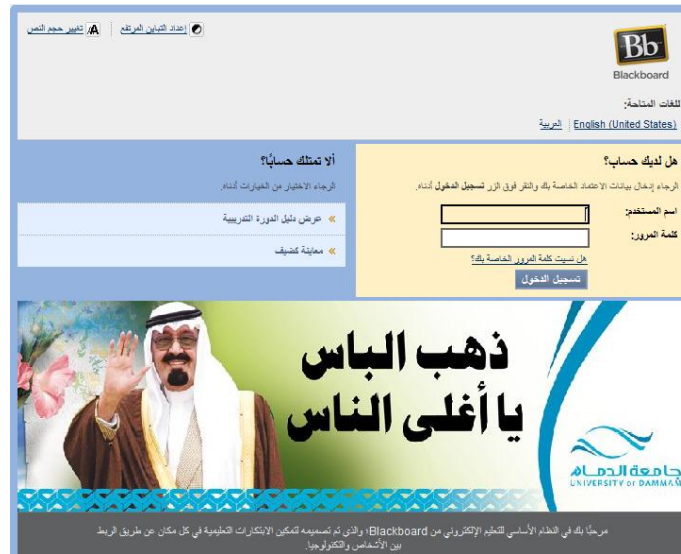 إعداد التباين المرتفع
تغيير حجم النص
Bb
Blackboard
للغات المتاحة:
English (United States)
العربية
هل لديك حساب؟
الرجاء إدخال بيانات الاعتماد الخاصة بك والنقر فوق الزر تسجيل الدخول أدناه.
اسم المستخدم:
كلمة المرور:
هل نسيت كلمة المرور الخاصة بك؟
تسجيل الدخول
ألا تمتلك حسابًا؟
الرجاء الاختيار من الخيارات أدناه.
عرض دليل الدورة التدريبية
معاينة كضيف
ذهب الباس
يا أغلى الناس
جامعة الدمام
UNIVERSITY OF DAMMAM
مرحبًا بك في النظام الأساسي للتعليم الإلكتروني من Blackboard؛ والذي تم تصميمه لتمكين الابتكارات التعليمية في كل مكان عن طريق الربط
بين الأشخاص والتكنولوجيا.